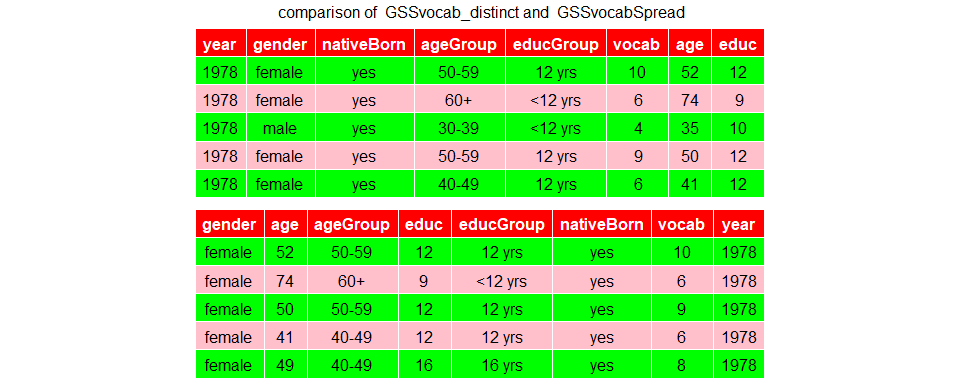 comparison of GSSvocab_distinct and GSSvocabSpread
year gender nativeBorn ageGroup educGroup vocab age educ
1978 female yes 50-59 12 yrs 10 52 12
1978 female yes 60+ <12 yrs 6 74 9
1978 male yes 30-39 <12 yrs 4 35 10
1978 female yes 50-59 12 yrs 9 50 12
1978 female yes 40-49 12 yrs 6 41 12
gender age ageGroup educ educGroup nativeBorn vocab year
female 52 50-59 12 12 yrs yes 10 1978
female 74 60+ 9 <12 yrs yes 6 1978
female 50 50-59 12 12 yrs yes 9 1978
female 41 40-49 12 12 yrs yes 6 1978
female 49 40-49 16 16 yrs yes 8 1978